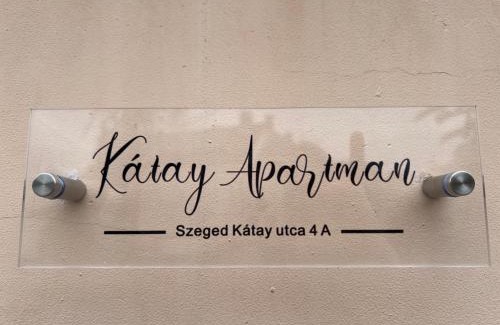 Kátay Apartman
Szeged Kátay utca 4 A